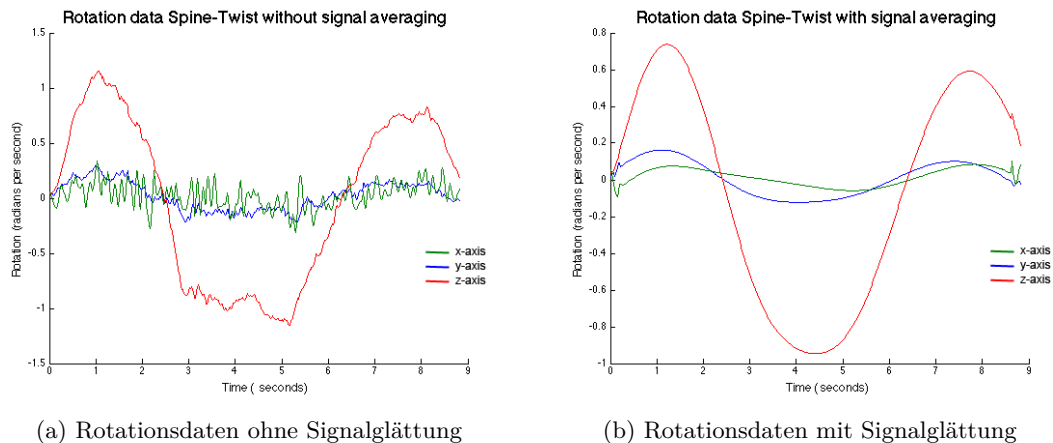 Rotation data Spine-Twist without signal averaging
1.5
1
0.5
0
-0.5
-1
-1.5
Rotation (radians per second)
x-axis
y-axis
z-axis
0 1 2 3 4 5 6 7 8 9
Time ( seconds)
(a) Rotationsdaten ohne Signalglättung
Rotation data Spine-Twist with signal averaging
0.8
0.6
0.4
0.2
0
-0.2
-0.4
-0.6
-0.8
-1
Rotation (radians per second)
x-axis
y-axis
z-axis
0 1 2 3 4 5 6 7 8 9
Time ( seconds)
(b) Rotationsdaten mit Signalglättung